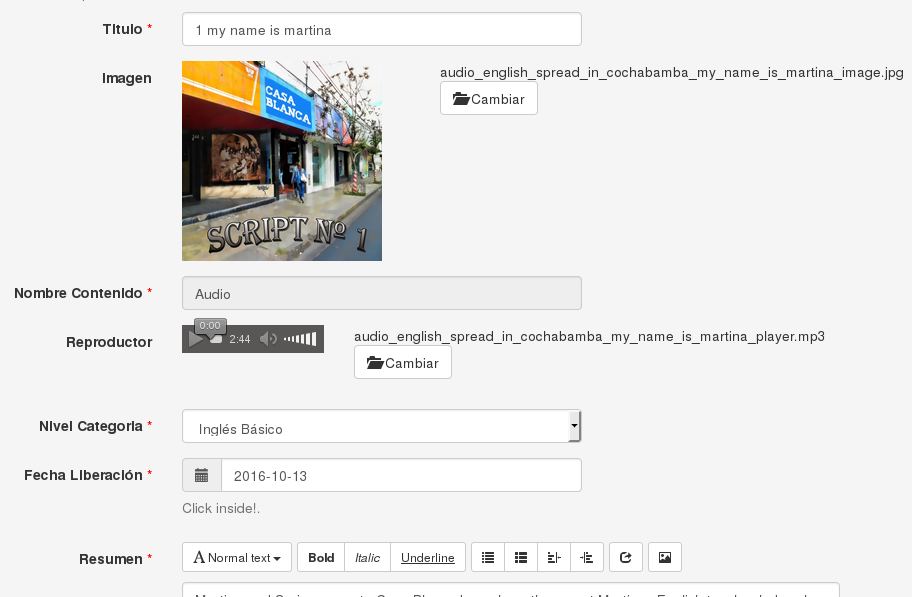 Titulo *
1 my name is martina
Imagen
CASA
BLANCA
SCRIPT Nº 1
audio_english_spread_in_cochabamba_my_name_is_martina_image.jpg
Cambiar
Nombre Contenido *
Audio
Reproductor
0:00
2:44
audio_english_spread_in_cochabamba_my_name_is_martina_player.mp3
Cambiar
Nivel Categoria *
Inglés Básico
Fecha Liberación *
2016-10-13
Click inside!.
Resumen *
A Normal text Bold Italic Underline